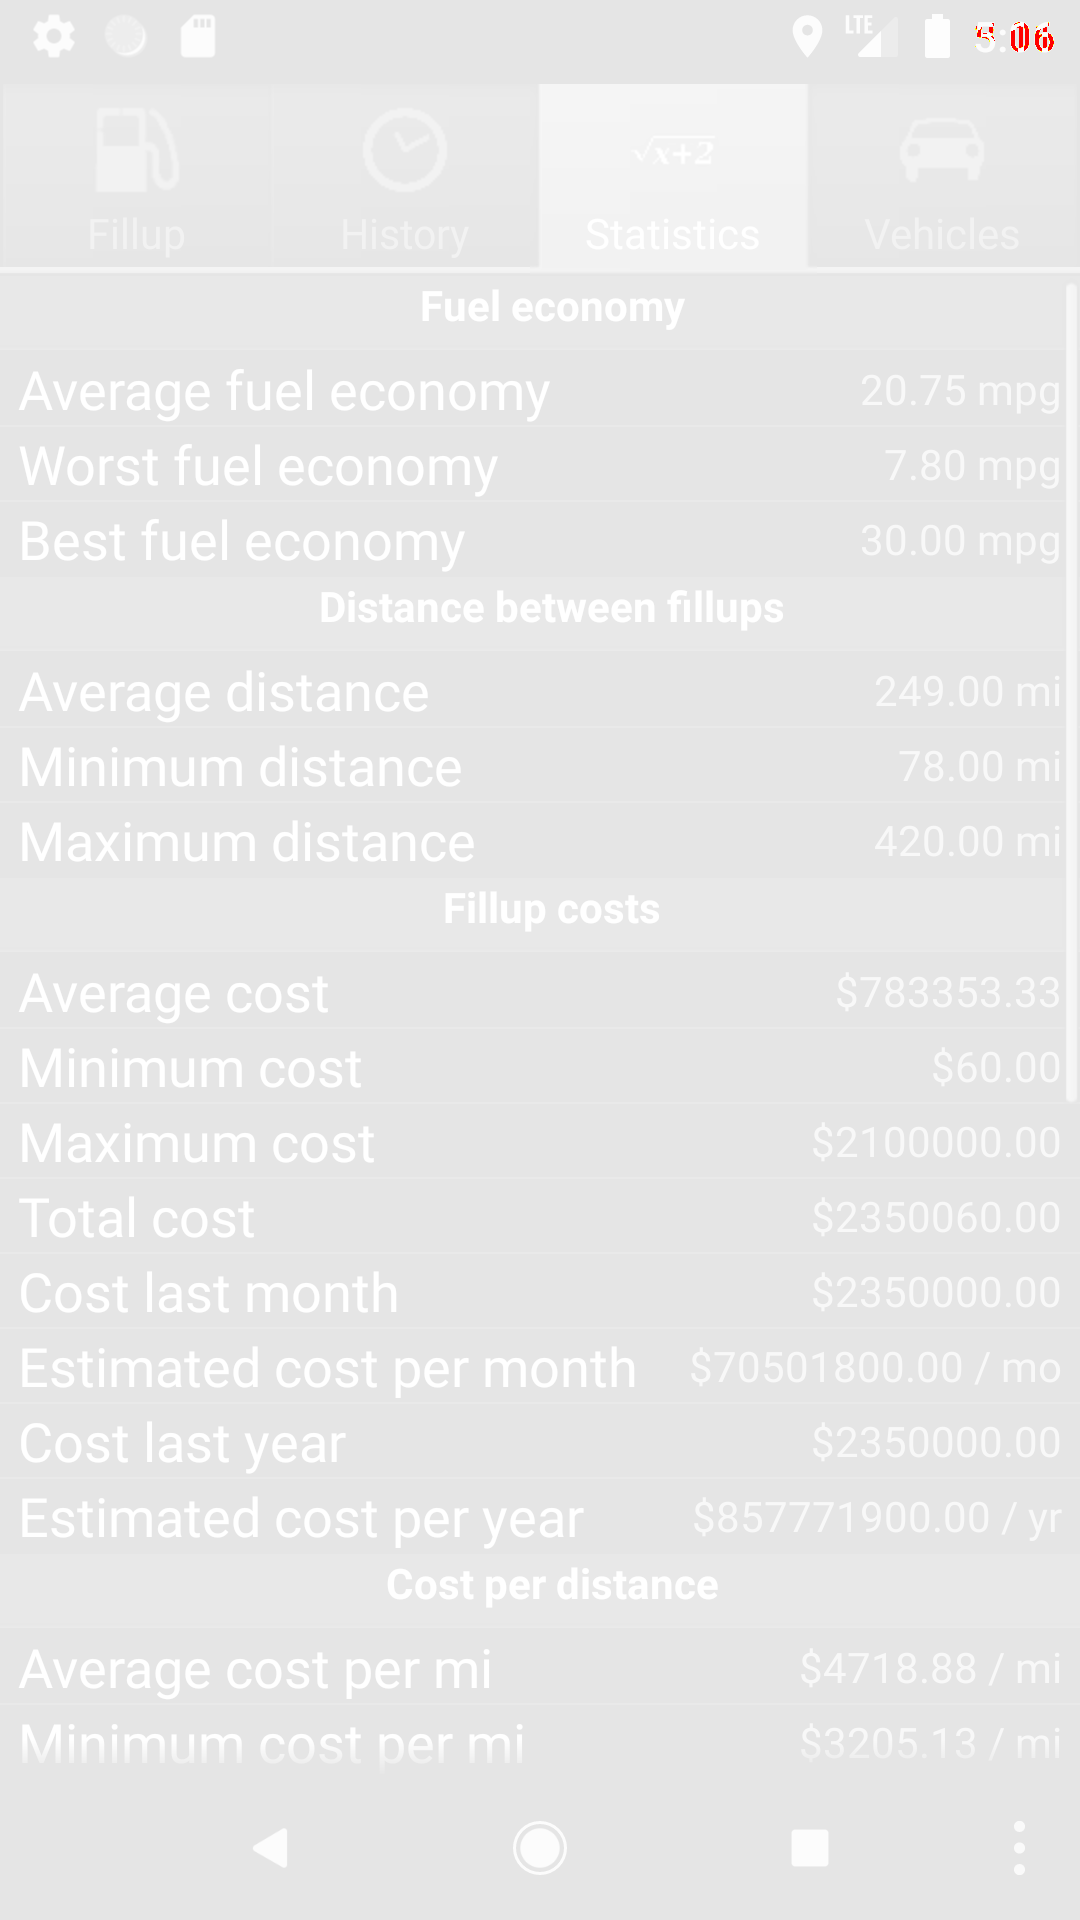 LTE
Fillup
History
√x+2
Statistics
Vehicles
Fuel economy
Average fuel economy 20.75 mpg
Worst fuel economy 7.80 mpg
Best fuel economy 30.00 mpg
Distance between fillups
Average distance 249.00 mi
Minimum distance 78.00 mi
Maximum distance 420.00 mi
Fillup costs
Average cost $783353.33
Minimum cost $60.00
Maximum cost $2100000.00
Total cost $2350060.00
Cost last month $2350000.00
Estimated cost per month $70501800.00 / mo
Cost last year $2350000.00
Estimated cost per year $857771900.00 / yr
Cost per distance
Average cost per mi $4718.88 / mi
Minimum cost per mi $3205.13 / mi